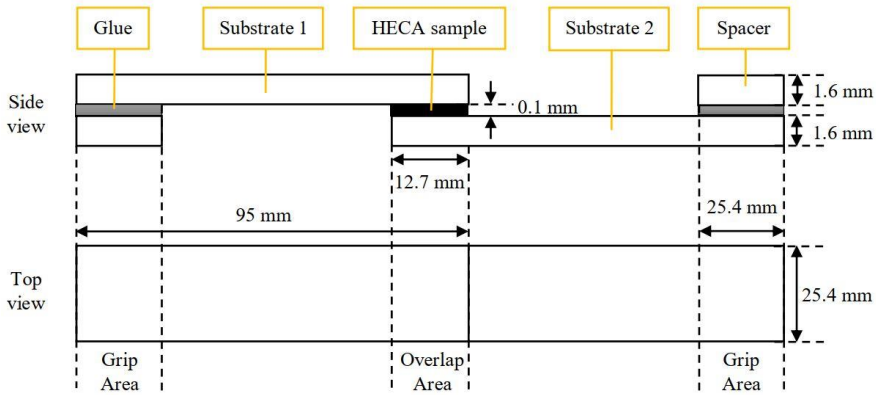 Glue
Substrate 1
HECA sample
Substrate 2
Spacer
Side
view
0.1 mm
1.6 mm
1.6 mm
12.7 mm
95 mm
25.4 mm
Top
view
25.4 mm
Grip
Area
Overlap
Area
Grip
Area